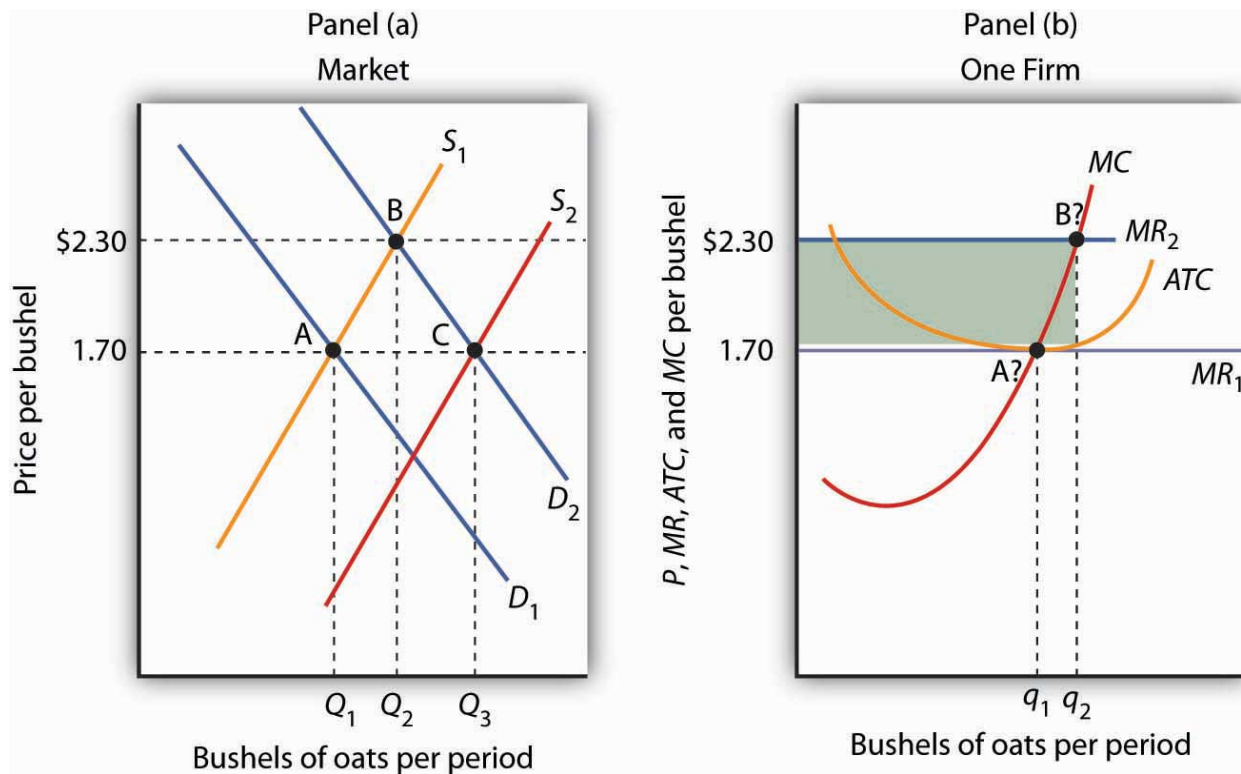 Panel (a)
Market
Price per bushel
$2.30
1.70
S1
S2
B
A
C
D2
D1
Q1 Q2 Q3
Bushels of oats per period
Panel (b)
One Firm
P, MR, ATC, and MC per bushel
$2.30
1.70
MC
B?
MR2
ATC
A?
MR1
q1 q2
Bushels of oats per period